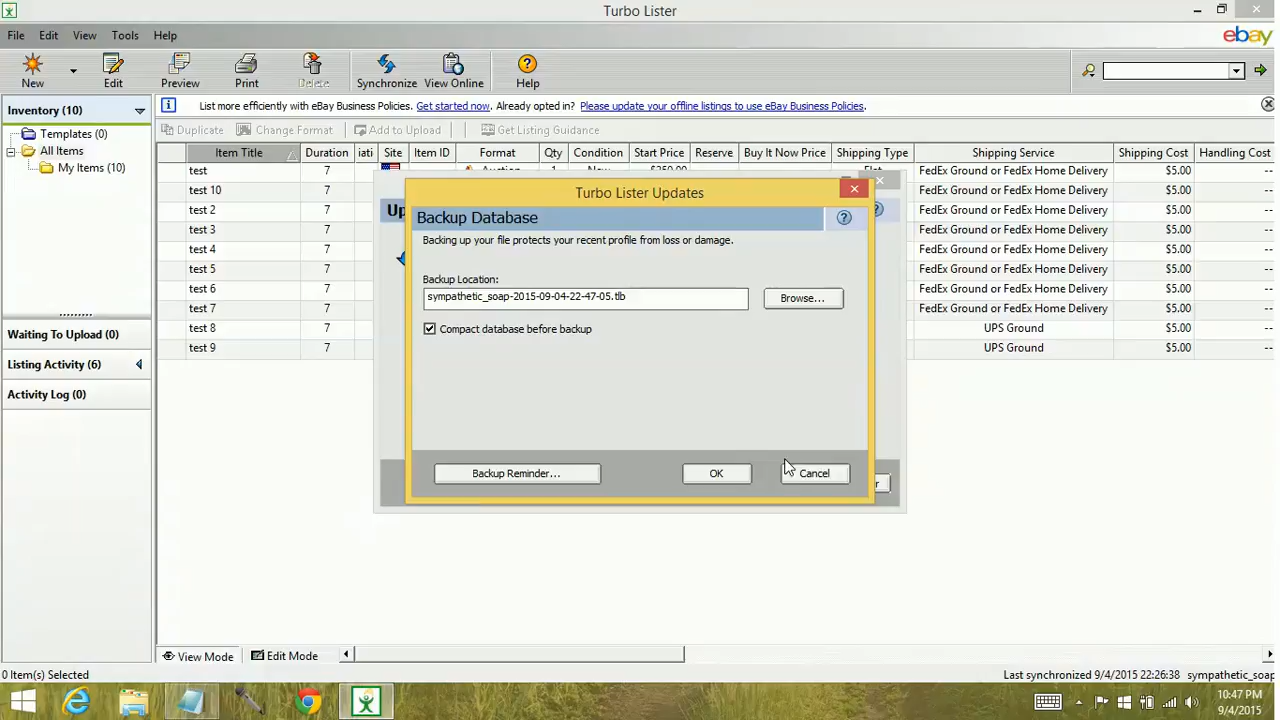 Turbo Lister
File Edit View Tools Help
ebay
New Edit Preview Print Delete Synchronize View Online Help
Inventory (10)
List more efficiently with eBay Business Policies. Get started now. Already opted in? Please update your offline listings to use eBay Business Policies.
Templates (0)
All Items
My Items (10)
Duplicate Change Format Add to Upload Get Listing Guidance
Item Title Duration iati Site Item ID Format Qty Condition Start Price Reserve Buy It Now Price Shipping Type Shipping Service Shipping Cost Handling Cost
test 7 Auction 1 New $250.00 Flat FedEx Ground or FedEx Home Delivery $5.00 --
test 10 7 FedEx Ground or FedEx Home Delivery $5.00 --
test 2 7 FedEx Ground or FedEx Home Delivery $5.00 --
test 3 7 FedEx Ground or FedEx Home Delivery $5.00 --
test 4 7 FedEx Ground or FedEx Home Delivery $5.00 --
test 5 7 FedEx Ground or FedEx Home Delivery $5.00 --
test 6 7 FedEx Ground or FedEx Home Delivery $5.00 --
test 7 7 FedEx Ground or FedEx Home Delivery $5.00 --
test 8 7 UPS Ground $5.00 --
test 9 7 UPS Ground $5.00 --
Up
Turbo Lister Updates
Backup Database
Backing up your file protects your recent profile from loss or damage.
Backup Location:
sympathetic_soap-2015-09-04-22-47-05.tlb
Browse...
Compact database before backup
Backup Reminder... OK Cancel
r
Waiting To Upload
Listing Activity (6)
Activity Log (0)
View Mode Edit Mode
0 Item(s) Selected
Last synchronized 9/4/2015 22:26:38 sympathetic_soap
10:47 PM
9/4/2015